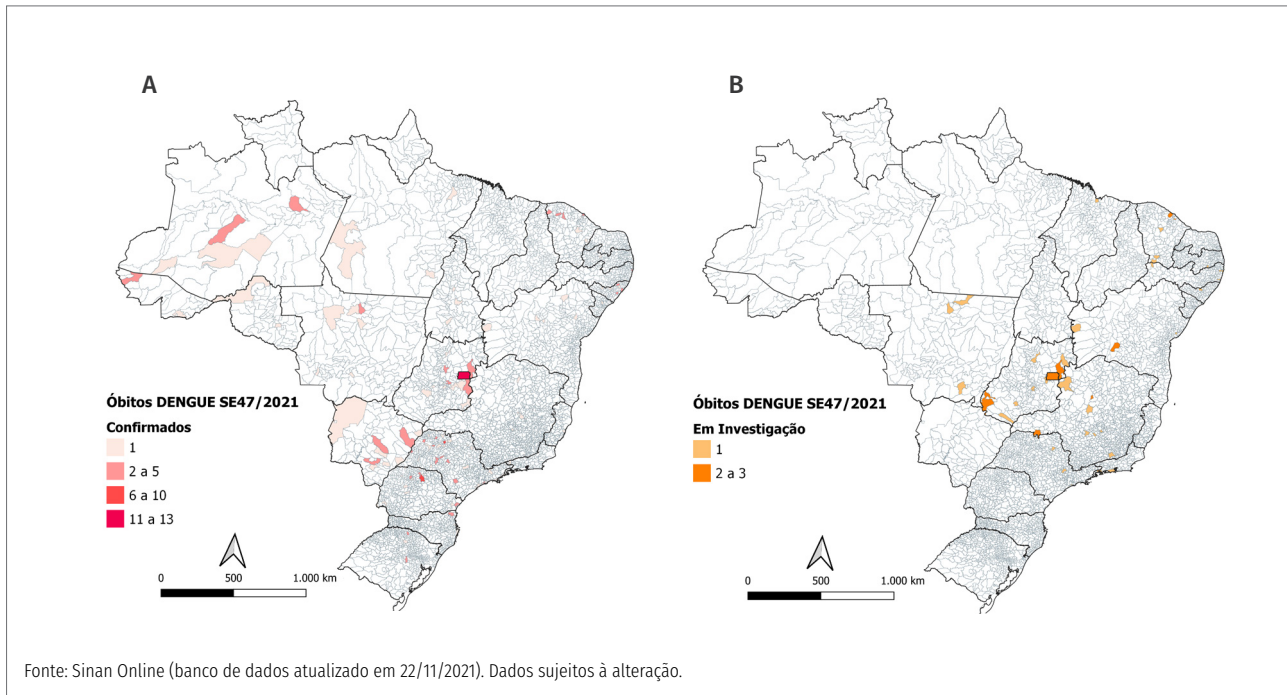 A
Óbitos DENGUE SE47/2021
Confirmados
1
2 a 5
6 a 10
11 a 13
0 500 1.000 km
B
Óbitos DENGUE SE47/2021
Em Investigação
1
2 a 3
0 500 1.000 km
Fonte: Sinan Online (banco de dados atualizado em 22/11/2021). Dados sujeitos à alteração.